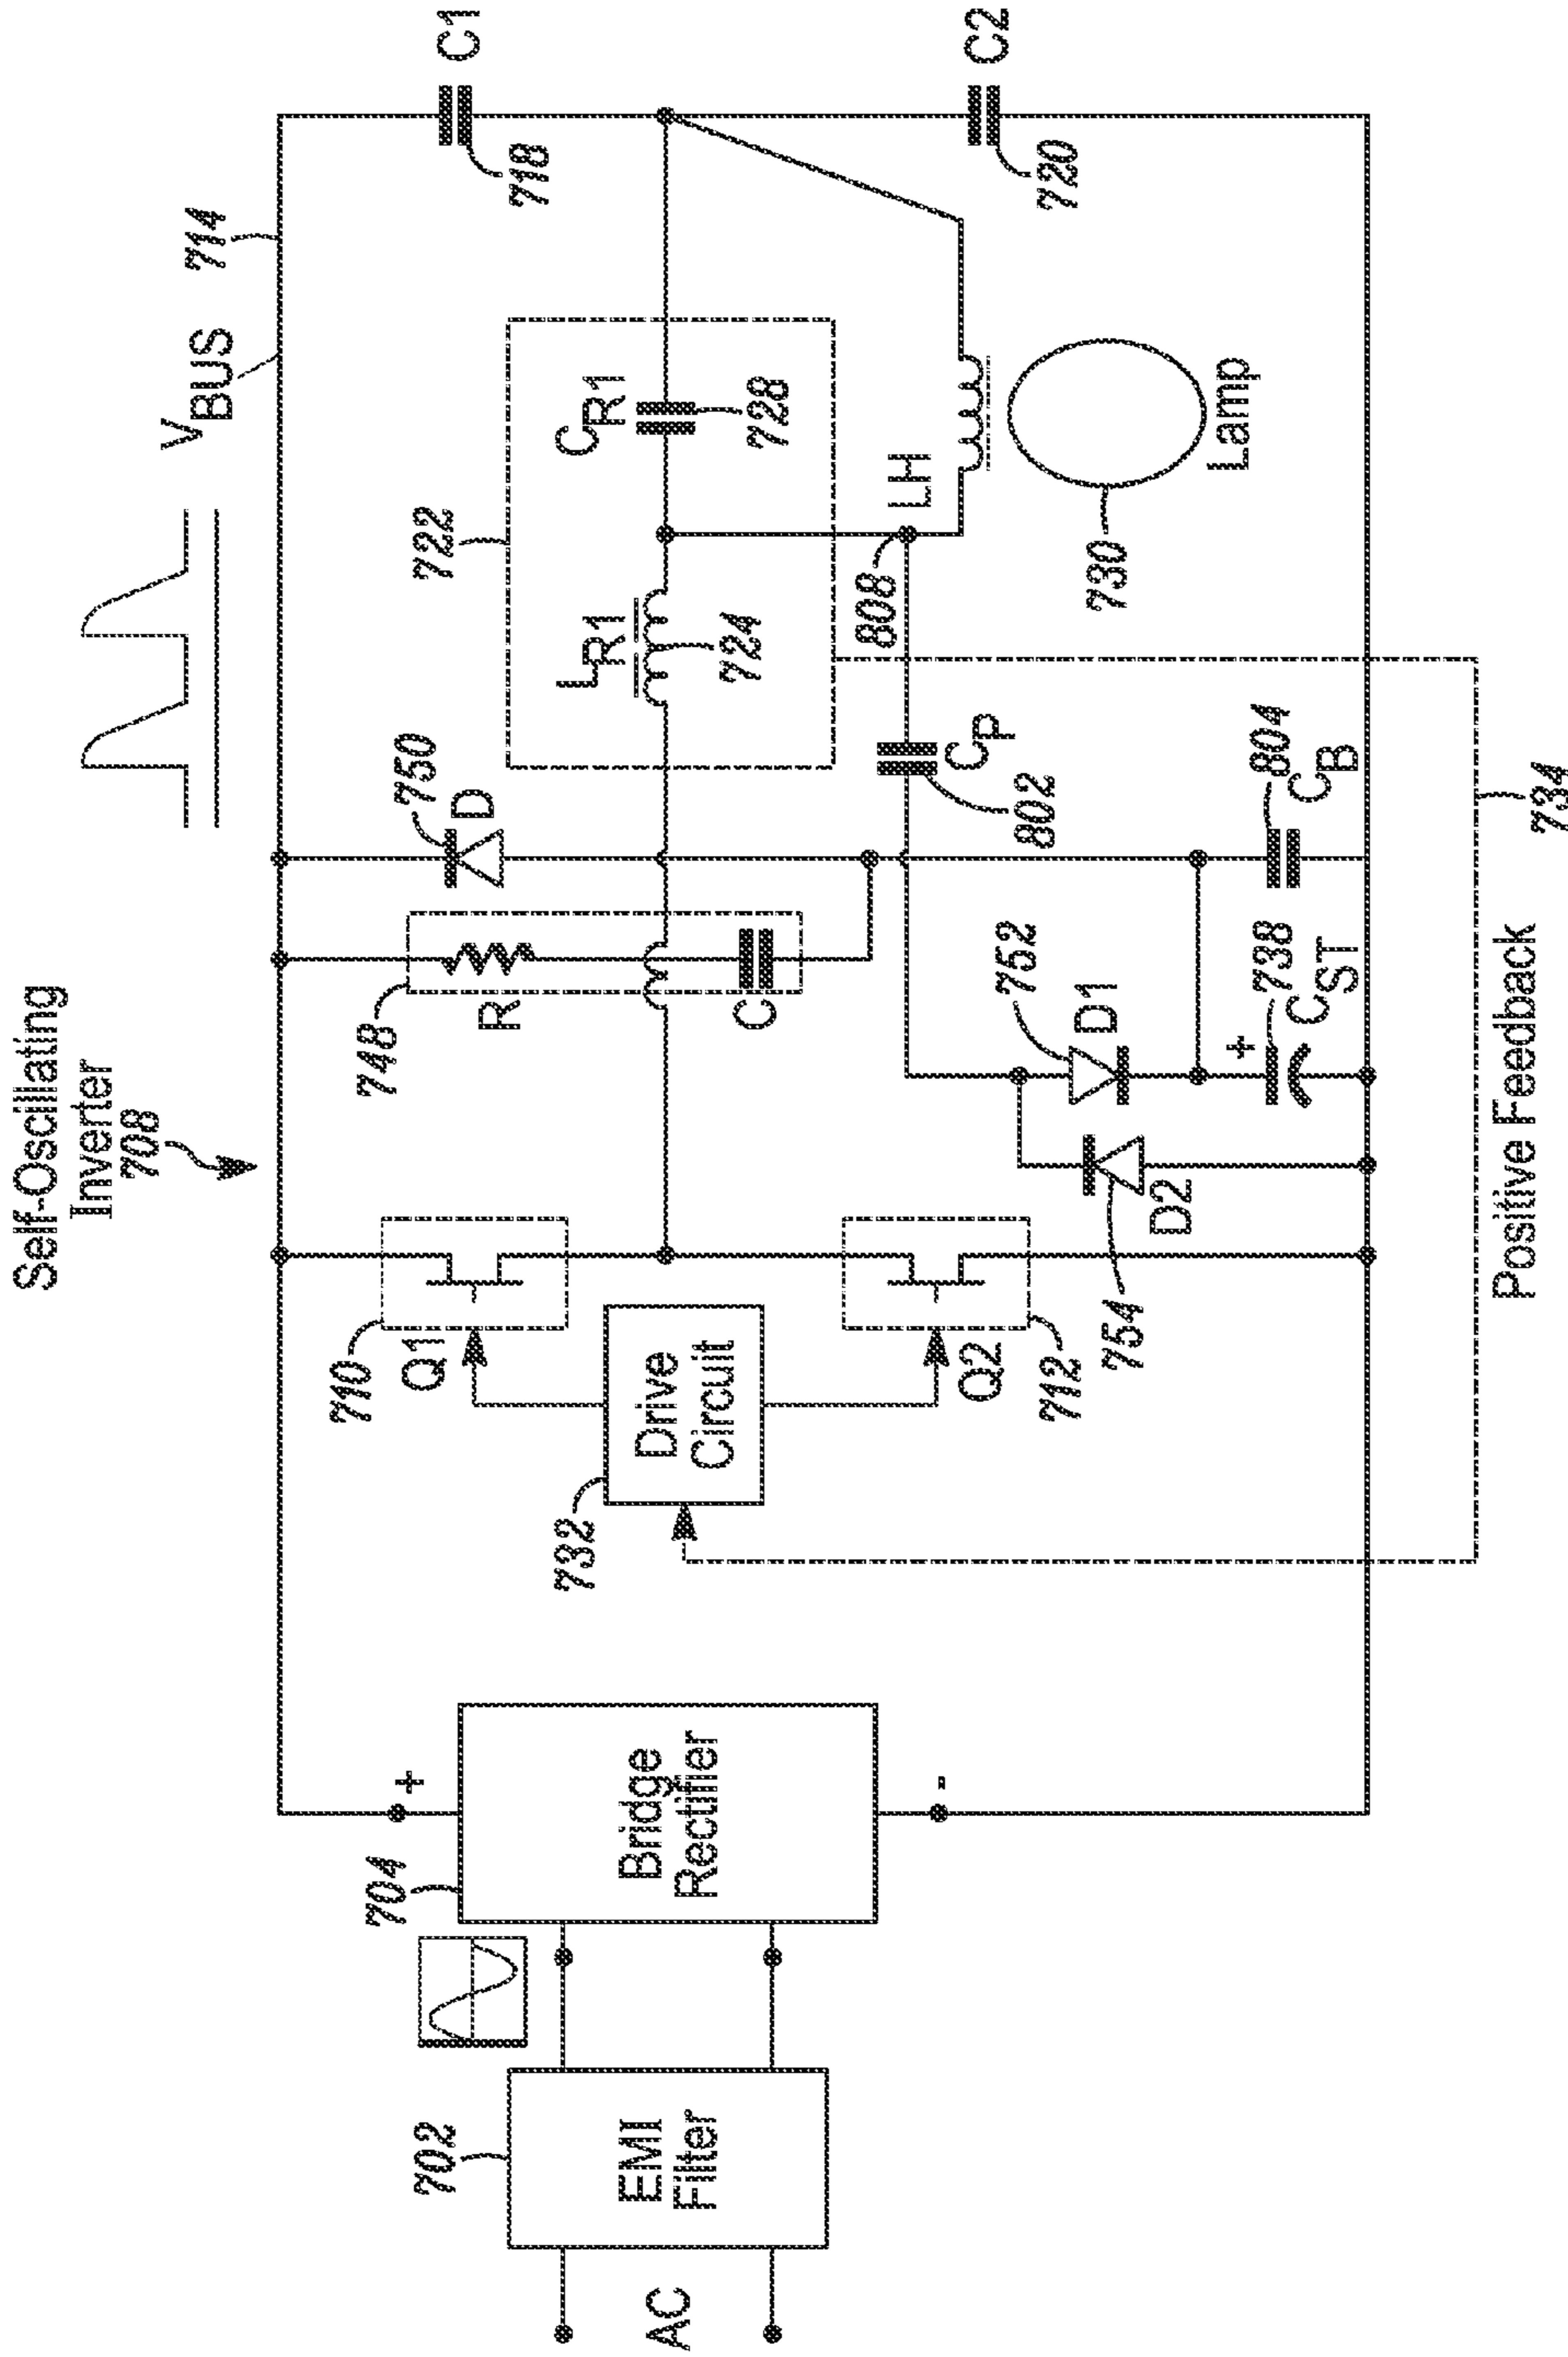 Self-Oscillating
Inverter
708
V BUS
714
AC
702
EMI
Filter
704
Bridge
Rectifier
+
-
732
Drive
Circuit
710
Q1
Q2
712
748
R
C
750
D
722
L R1
724
C R1
728
C1
718
C2
720
808
LH
730
Lamp
C P
802
752
D1
754
D2
+
738
C ST
804
C B
734
Positive Feedback